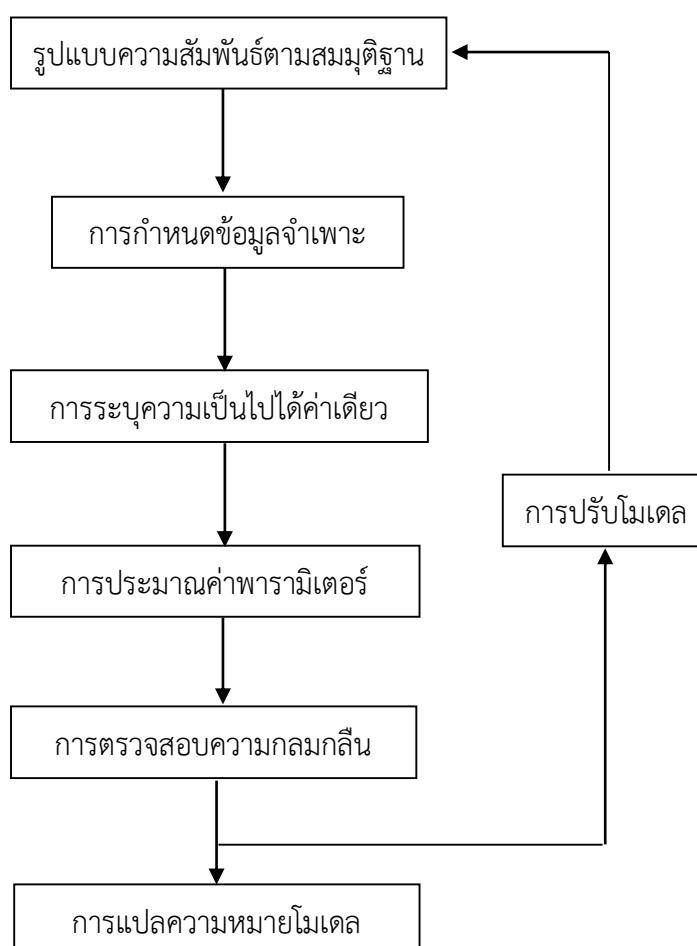 รูปแบบความสัมพันธ์ตามสมมุติฐาน
การกำหนดข้อมูลจำเพาะ
การระบุความเป็นไปได้ค่าเดียว
การปรับโมเดล
การประมาณค่าพารามิเตอร์
การตรวจสอบความกลมกลืน
การแปลความหมายโมเดล